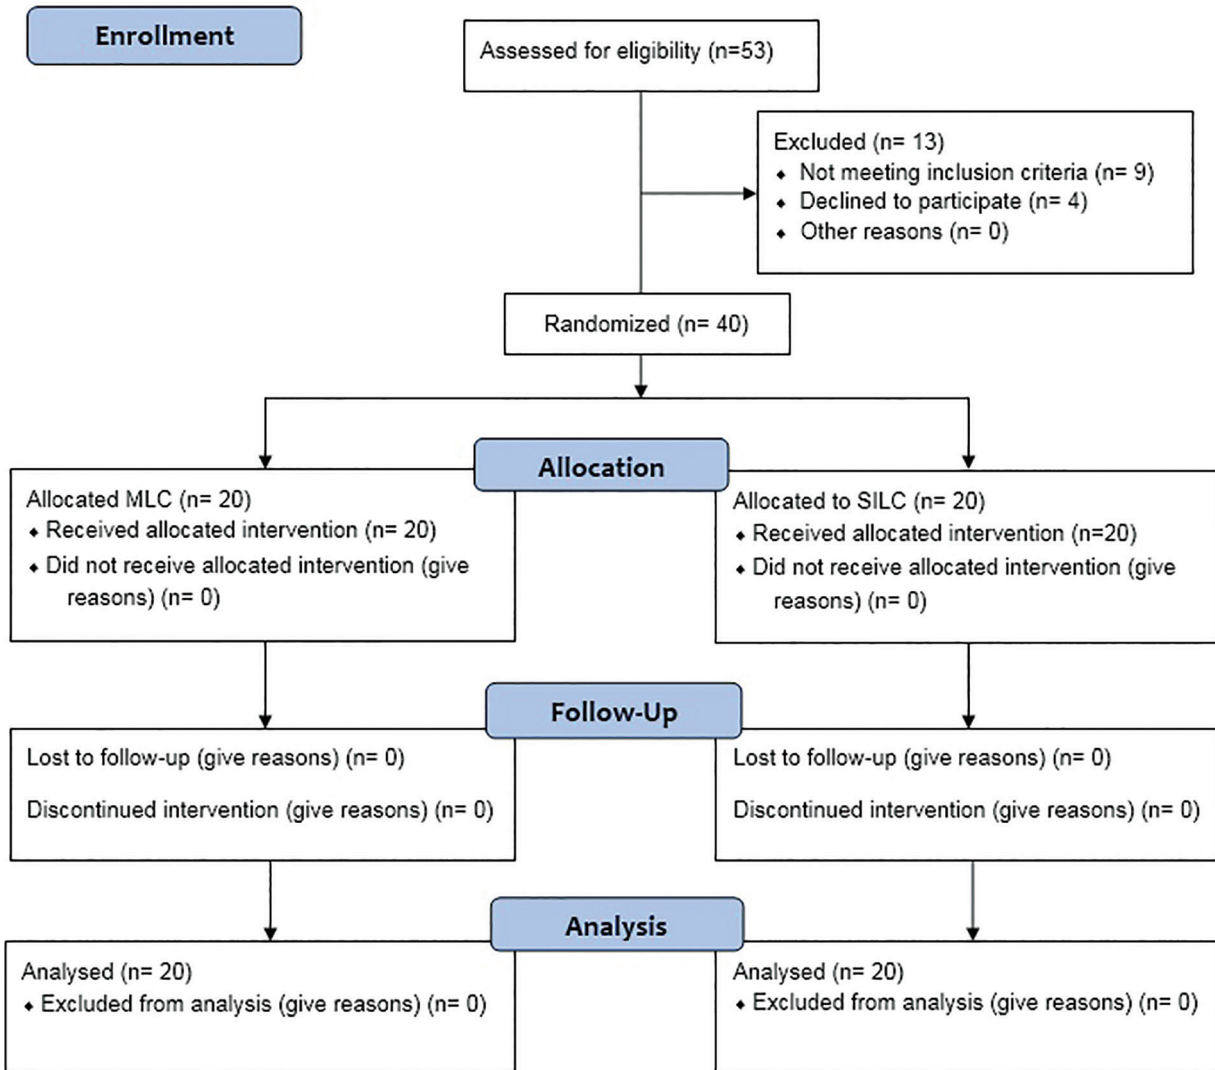 Enrollment
Assessed for eligibility (n=53)
Excluded (n= 13)
⬥ Not meeting inclusion criteria (n= 9)
⬥ Declined to participate (n= 4)
⬥ Other reasons (n= 0)
Randomized (n= 40)
Allocation
Allocated MLC (n= 20)
⬥ Received allocated intervention (n= 20)
⬥ Did not receive allocated intervention (give
reasons) (n= 0)
Allocated to SILC (n= 20)
⬥ Received allocated intervention (n=20)
⬥ Did not receive allocated intervention (give
reasons) (n= 0)
Follow-Up
Lost to follow-up (give reasons) (n= 0)
Discontinued intervention (give reasons) (n= 0)
Lost to follow-up (give reasons) (n= 0)
Discontinued intervention (give reasons) (n= 0)
Analysis
Analysed (n= 20)
⬥ Excluded from analysis (give reasons) (n= 0)
Analysed (n= 20)
⬥ Excluded from analysis (give reasons) (n= 0)